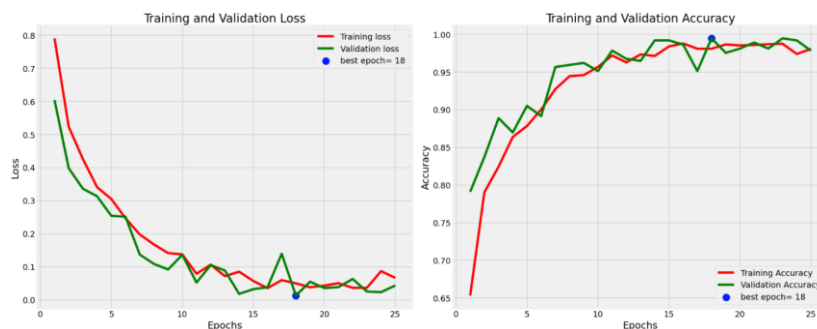 Training and Validation Loss
0.8
0.7
0.6
0.5
0.4
0.3
0.2
0.1
0.0
Loss
Training loss
Validation loss
best epoch= 18
0 5 10 15 20 25
Epochs
Training and Validation Accuracy
1.00
0.95
0.90
0.85
0.80
0.75
0.70
0.65
Accuracy
Training Accuracy
Validation Accuracy
best epoch= 18
0 5 10 15 20 25
Epochs